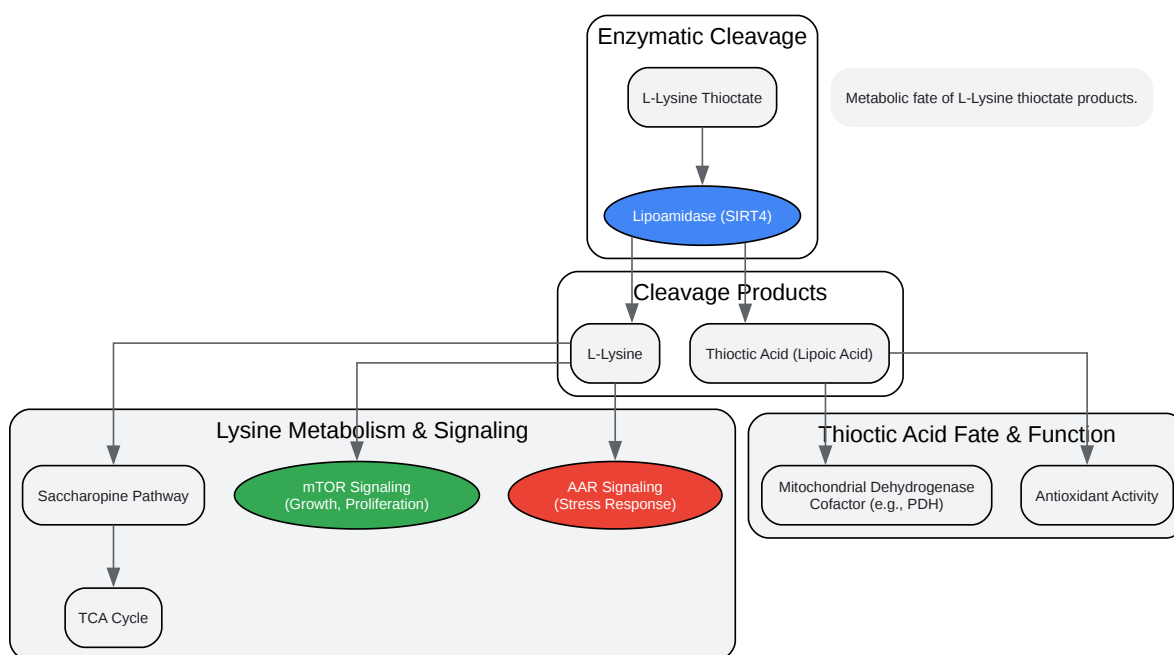 Enzymatic Cleavage
L-Lysine Thioctate
Metabolic fate of L-Lysine thioctate products.
Lipoamidase (SIRT4)
Cleavage Products
L-Lysine
Thioctic Acid (Lipoic Acid)
Lysine Metabolism & Signaling
Thioctic Acid Fate & Function
Saccharopine Pathway
mTOR Signaling
(Growth, Proliferation)
AAR Signaling
(Stress Response)
Mitochondrial Dehydrogenase
Cofactor (e.g., PDH)
Antioxidant Activity
TCA Cycle